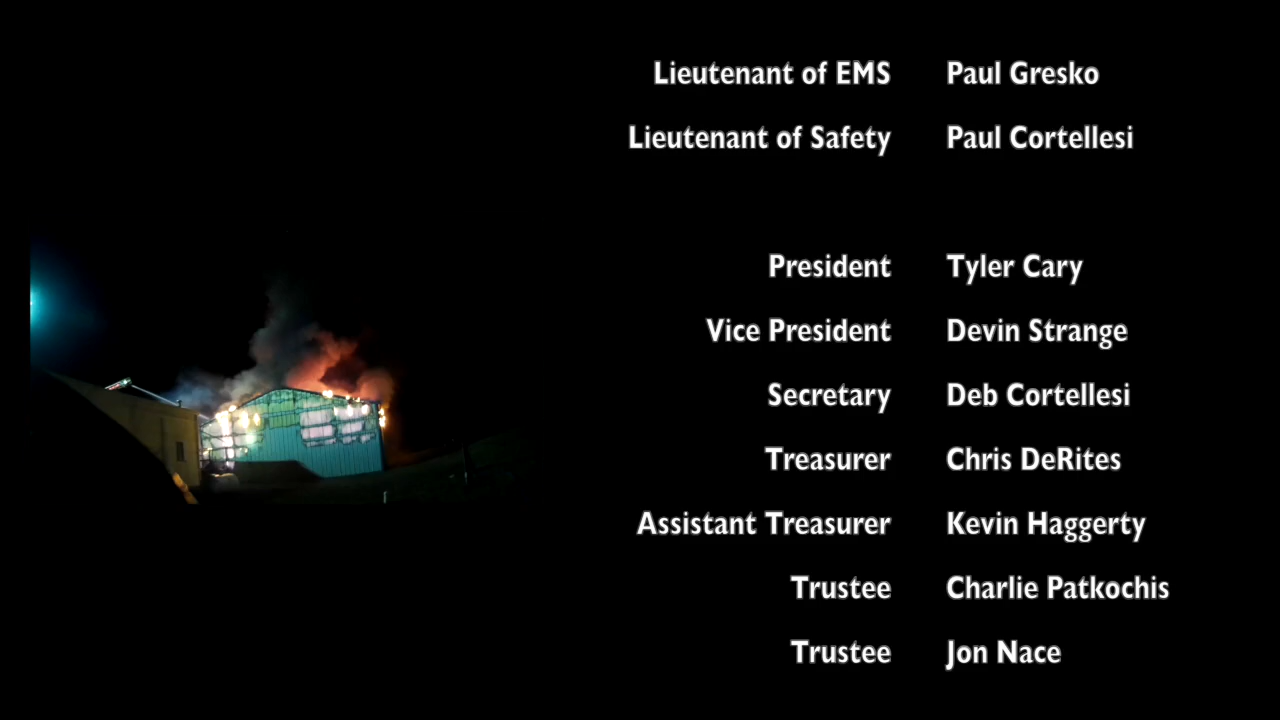 Lieutenant of EMS Paul Gresko
Lieutenant of Safety Paul Cortellesi
President Tyler Cary
Vice President Devin Strange
Secretary Deb Cortellesi
Treasurer Chris DeRites
Assistant Treasurer Kevin Haggerty
Trustee Charlie Patkochis
Trustee Jon Nace